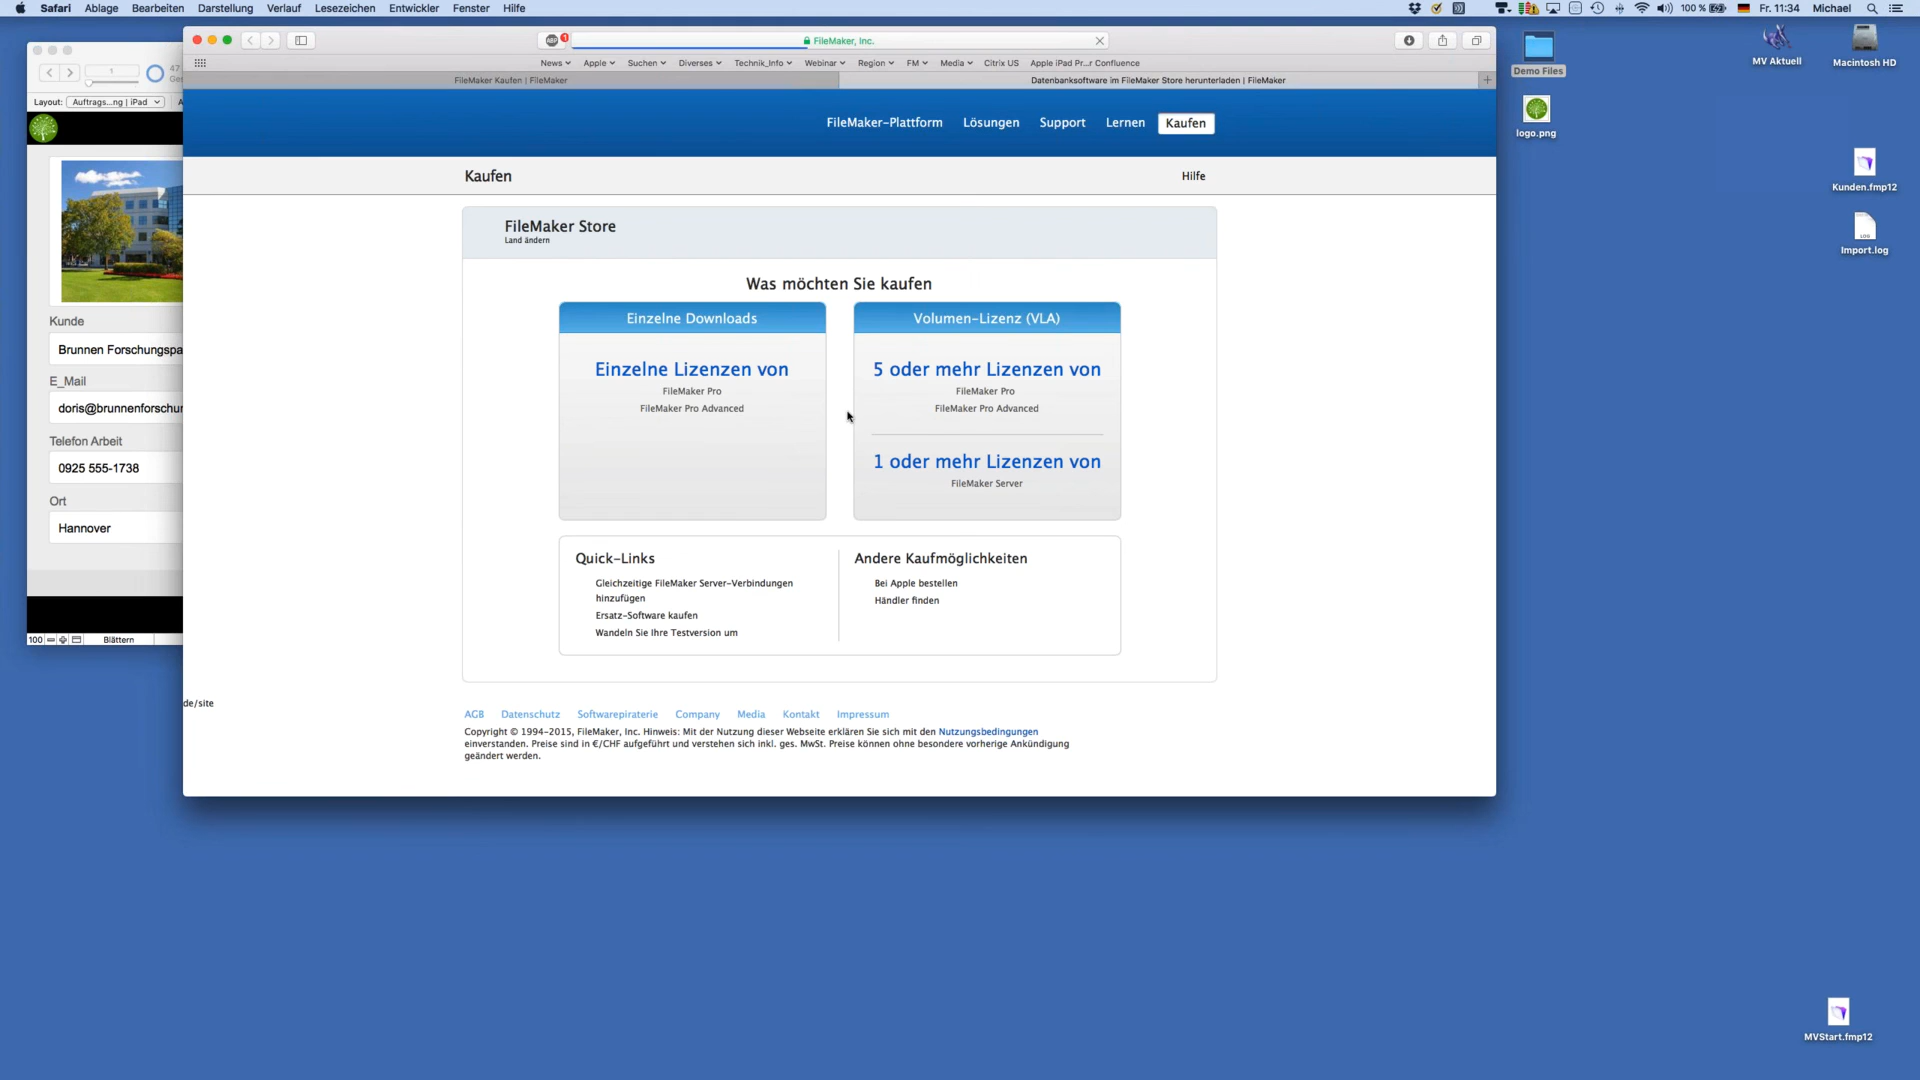 Safari Ablage Bearbeiten Darstellung Verlauf Lesezeichen Entwickler Fenster Hilfe
100 % Fr. 11:34 Michael
FileMaker, Inc.
News Apple Suchen Diverses Technik_Info Webinar Region FM Media Citrix US Apple iPad Pr...r Confluence
FileMaker Kaufen | FileMaker
Datenbanksoftware im FileMaker Store herunterladen | FileMaker
FileMaker-Plattform Lösungen Support Lernen Kaufen
Kaufen
Hilfe
FileMaker Store
Land ändern
Was möchten Sie kaufen
Einzelne Downloads
Einzelne Lizenzen von
FileMaker Pro
FileMaker Pro Advanced
Volumen-Lizenz (VLA)
5 oder mehr Lizenzen von
FileMaker Pro
FileMaker Pro Advanced
1 oder mehr Lizenzen von
FileMaker Server
Quick-Links
Gleichzeitige FileMaker Server-Verbindungen
hinzufügen
Ersatz-Software kaufen
Wandeln Sie Ihre Testversion um
Andere Kaufmöglichkeiten
Bei Apple bestellen
Händler finden
de/site
AGB Datenschutz Softwarepiraterie Company Media Kontakt Impressum
Copyright © 1994-2015, FileMaker, Inc. Hinweis: Mit der Nutzung dieser Webseite erklären Sie sich mit den Nutzungsbedingungen
einverstanden. Preise sind in €/CHF aufgeführt und verstehen sich inkl. ges. MwSt. Preise können ohne besondere vorherige Ankündigung
geändert werden.
1
47
Layout: Auftrags...ng | iPad
Kunde
Brunnen Forschungspa
E_Mail
doris@brunnenforschur
Telefon Arbeit
0925 555-1738
Ort
Hannover
100 Blättern
Demo Files
logo.png
MV Aktuell
Macintosh HD
Kunden.fmp12
LOG
Import.log
MVStart.fmp12